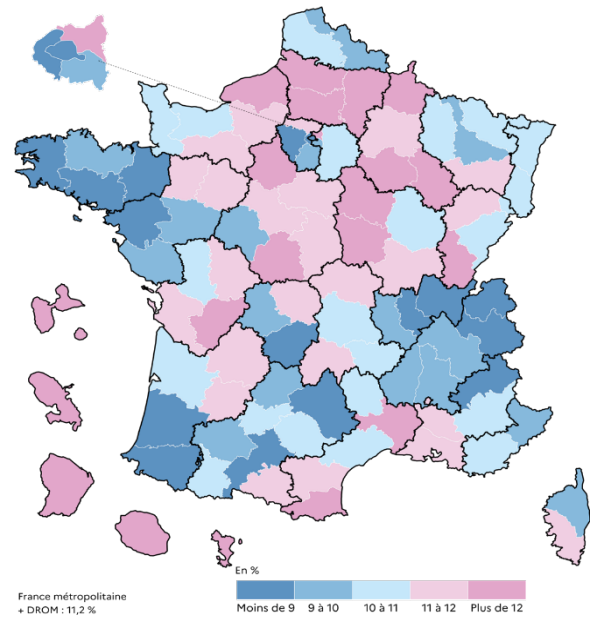 En %
Moins de 9 9 à 10 10 à 11 11 à 12 Plus de 12
France métropolitaine
+ DROM : 11,2 %